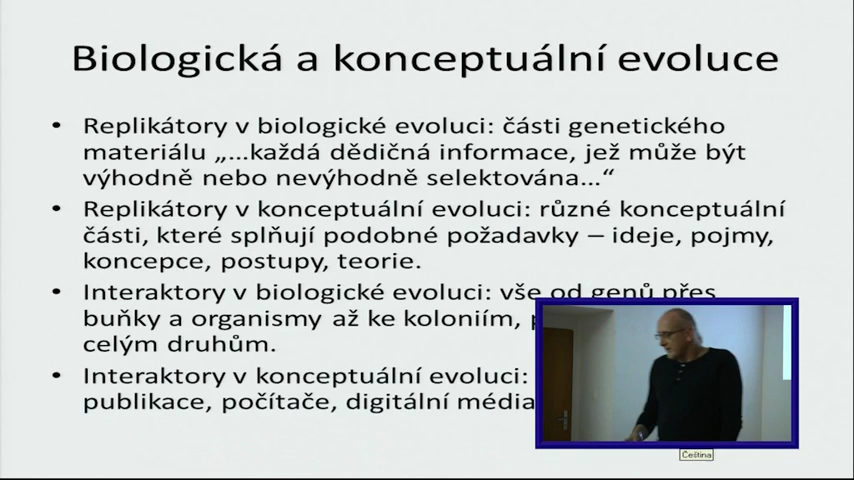 Biologická a konceptuální evoluce
• Replikátory v biologické evoluci: části genetického
materiálu „...každá dědičná informace, jež může být
výhodně nebo nevýhodně selektována...“
• Replikátory v konceptuální evoluci: různé konceptuální
části, které splňují podobné požadavky – ideje, pojmy,
koncepce, postupy, teorie.
• Interaktory v biologické evoluci: vše od genů přes
buňky a organismy až ke koloniím,
celým druhům.
• Interaktory v konceptuální evoluci:
publikace, počítače, digitální média
Čeština